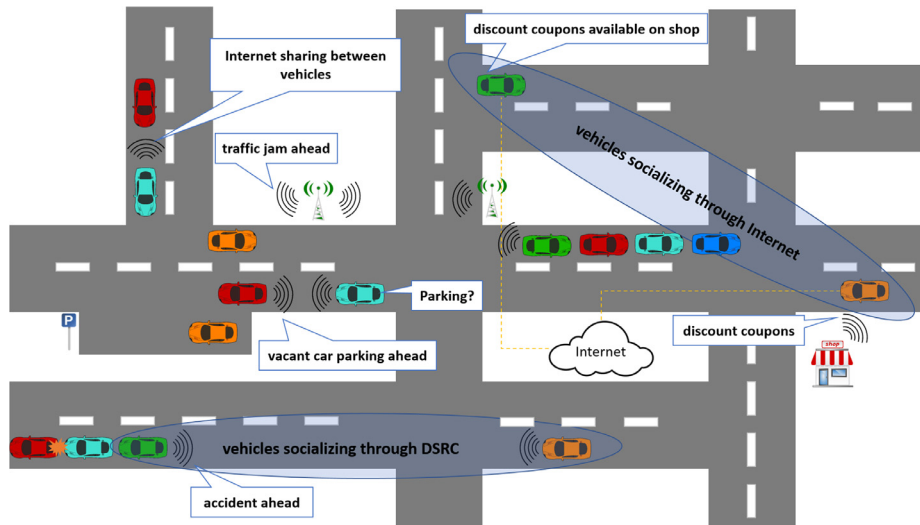 discount coupons available on shop
Internet sharing between
vehicles
traffic jam ahead
vehicles socializing through Internet
Parking?
P
vacant car parking ahead
Internet
discount coupons
shop
vehicles socializing through DSRC
accident ahead